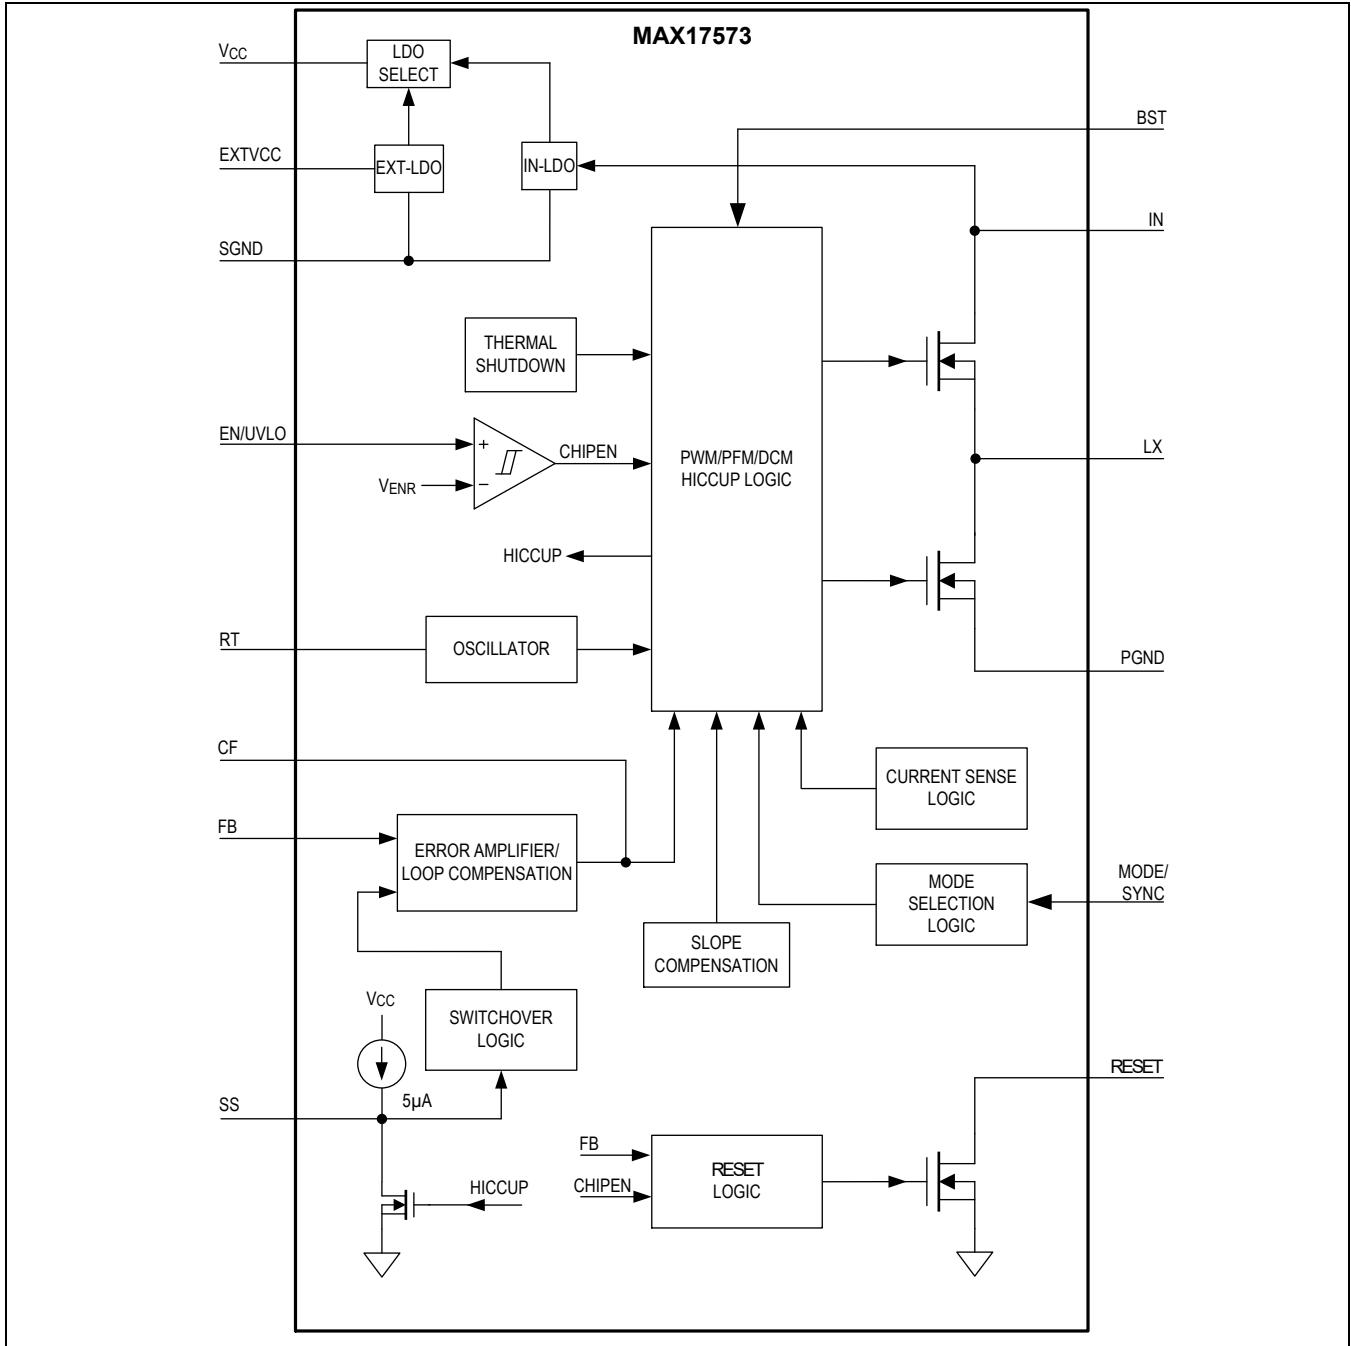 MAX17573
VCC
LDO
SELECT
BST
EXTVCC
EXT-LDO
IN-LDO
IN
SGND
THERMAL
SHUTDOWN
EN/UVLO
+
CHIPEN
LX
PWM/PFM/DCM
HICCUP LOGIC
VENR
−
HICCUP
RT
OSCILLATOR
PGND
CF
CURRENT SENSE
LOGIC
FB
ERROR AMPLIFIER/
LOOP COMPENSATION
MODE/
SYNC
MODE
SELECTION
LOGIC
SLOPE
COMPENSATION
VCC
SWITCHOVER
LOGIC
RESET
5µA
SS
FB
RESET
LOGIC
CHIPEN
HICCUP